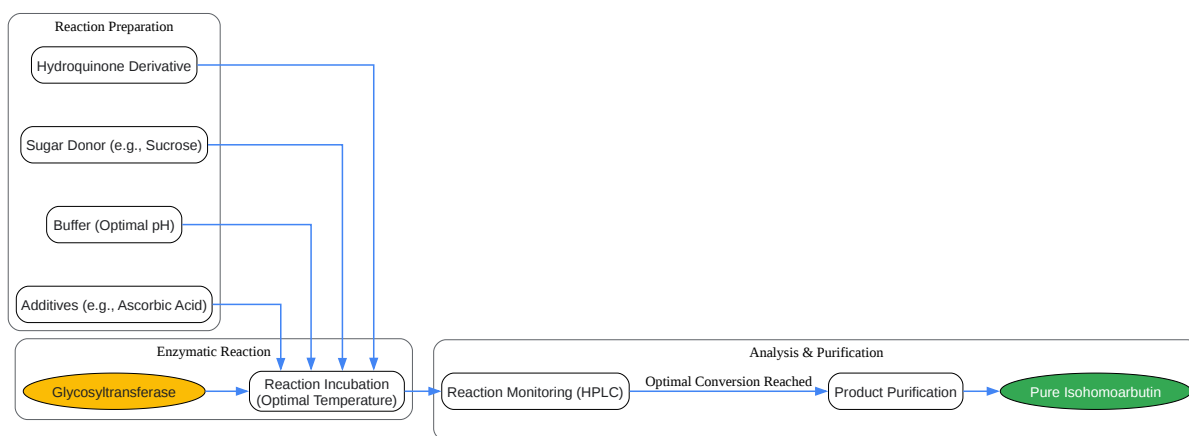 Reaction Preparation
Hydroquinone Derivative
Sugar Donor (e.g., Sucrose)
Buffer (Optimal pH)
Additives (e.g., Ascorbic Acid)
Enzymatic Reaction
Glycosyltransferase
Reaction Incubation
(Optimal Temperature)
Analysis & Purification
Reaction Monitoring (HPLC)
Optimal Conversion Reached
Product Purification
Pure Isohomoarbutin